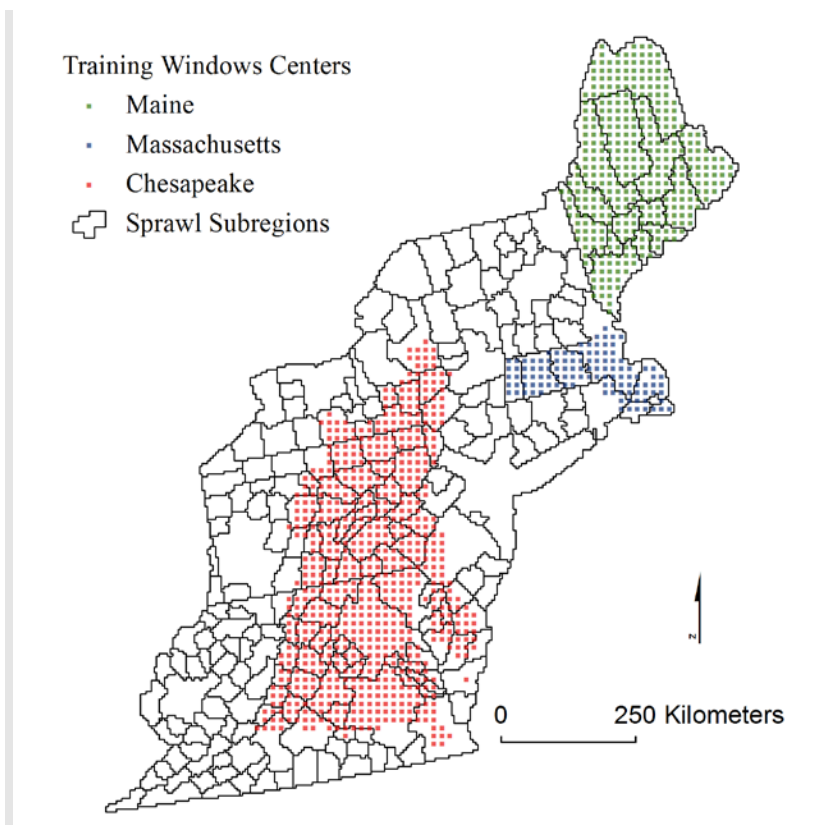 Training Windows Centers
Maine
Massachusetts
Chesapeake
Sprawl Subregions
z
0 250 Kilometers